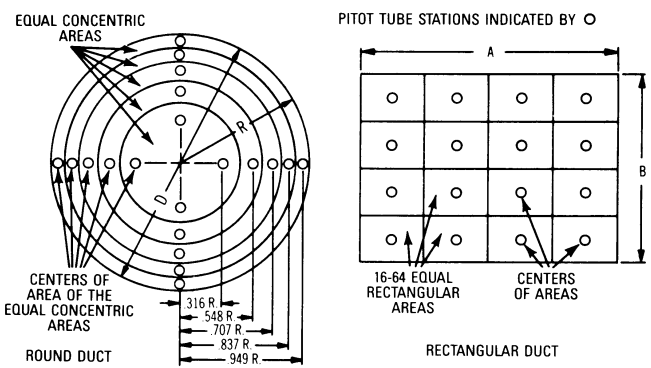 EQUAL CONCENTRIC
AREAS
R
D
CENTERS OF
AREA OF THE
EQUAL CONCENTRIC
AREAS
.316 R.
.548 R.
.707 R.
.837 R.
.949 R.
ROUND DUCT
PITOT TUBE STATIONS INDICATED BY O
A
B
16-64 EQUAL
RECTANGULAR
AREAS
CENTERS
OF AREAS
RECTANGULAR DUCT